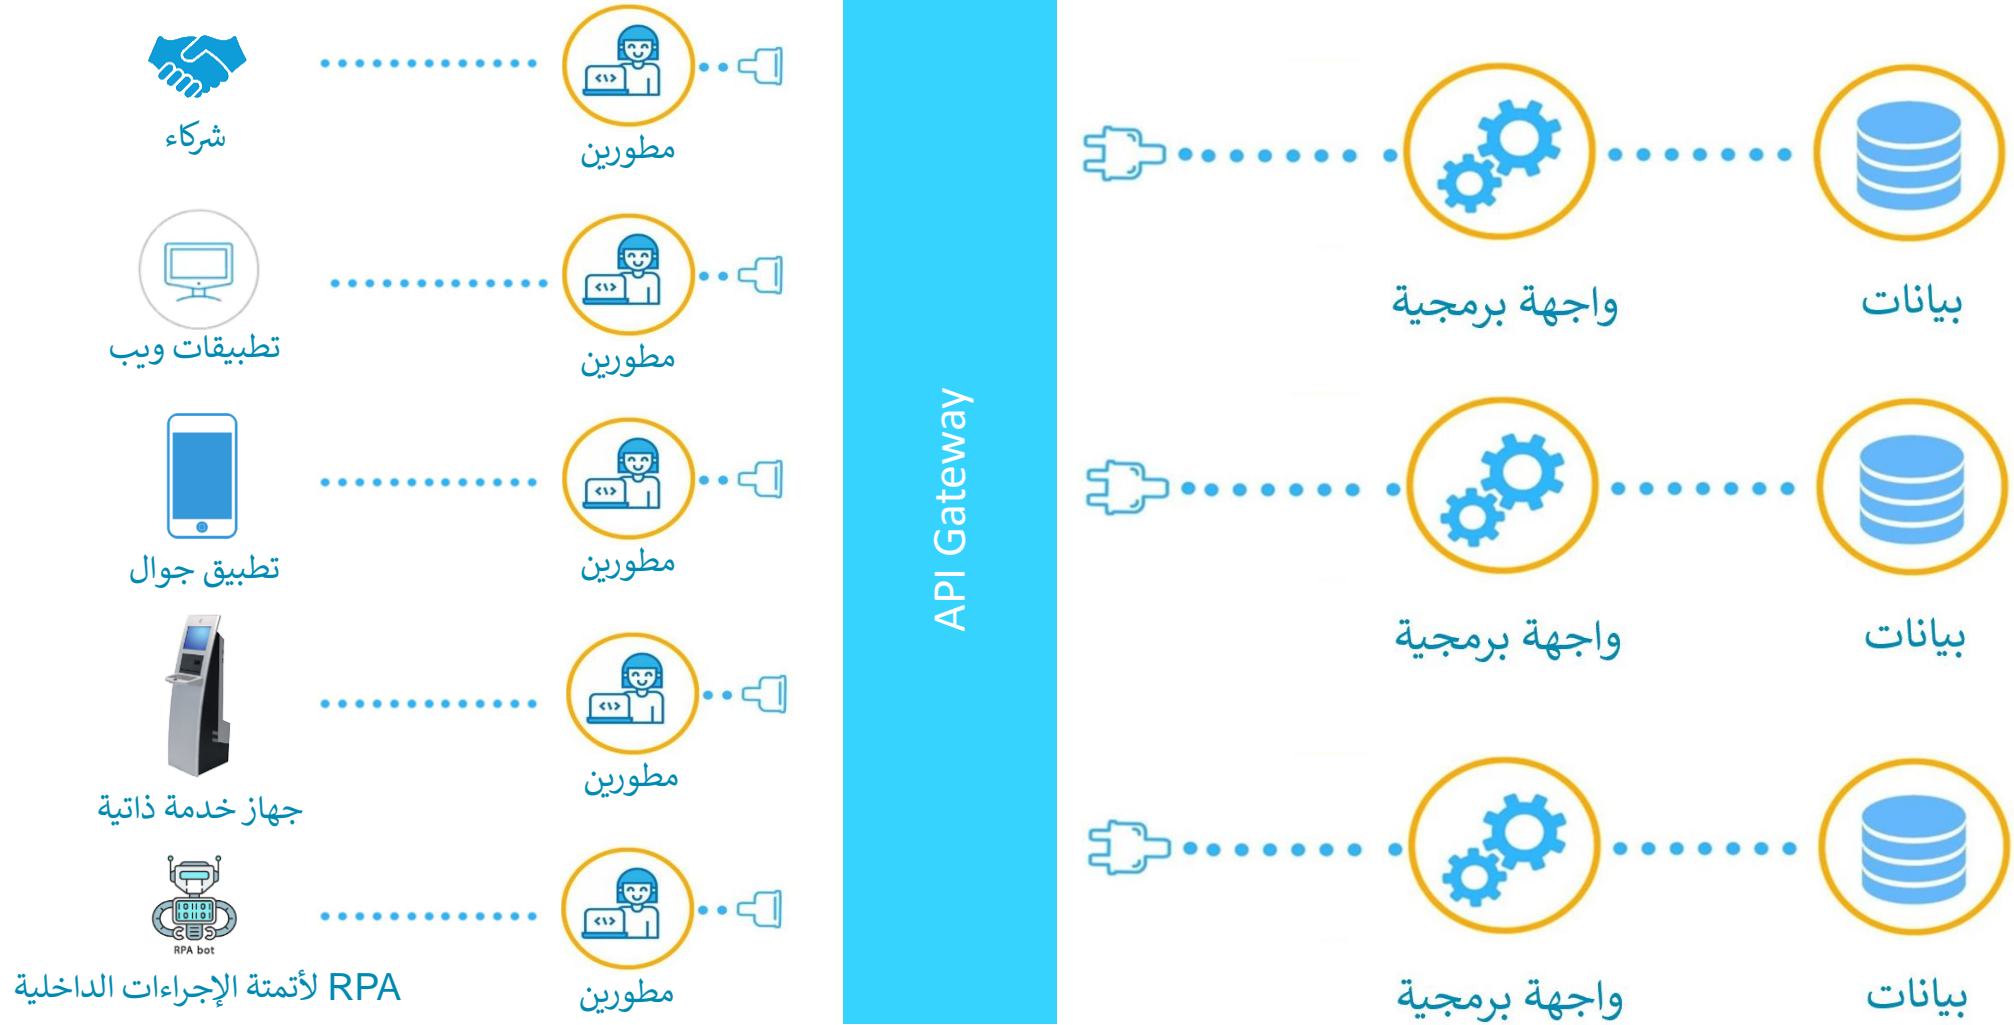 شركاء
مطورين
تطبيقات ويب
مطورين
تطبيق جوال
مطورين
جهاز خدمة ذاتية
مطورين
RPA bot
RPA لأتمتة الإجراءات الداخلية
مطورين
API Gateway
واجهة برمجية
بيانات
واجهة برمجية
بيانات
واجهة برمجية
بيانات